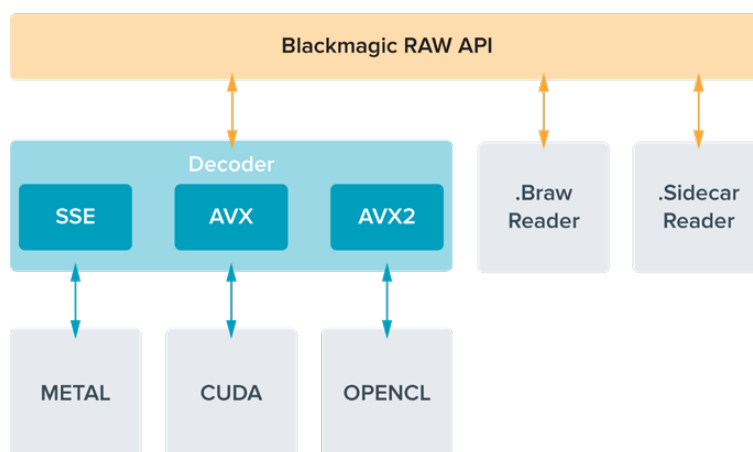 Blackmagic RAW API
Decoder
SSE
AVX
AVX2
.Braw
Reader
.Sidecar
Reader
METAL
CUDA
OPENCL